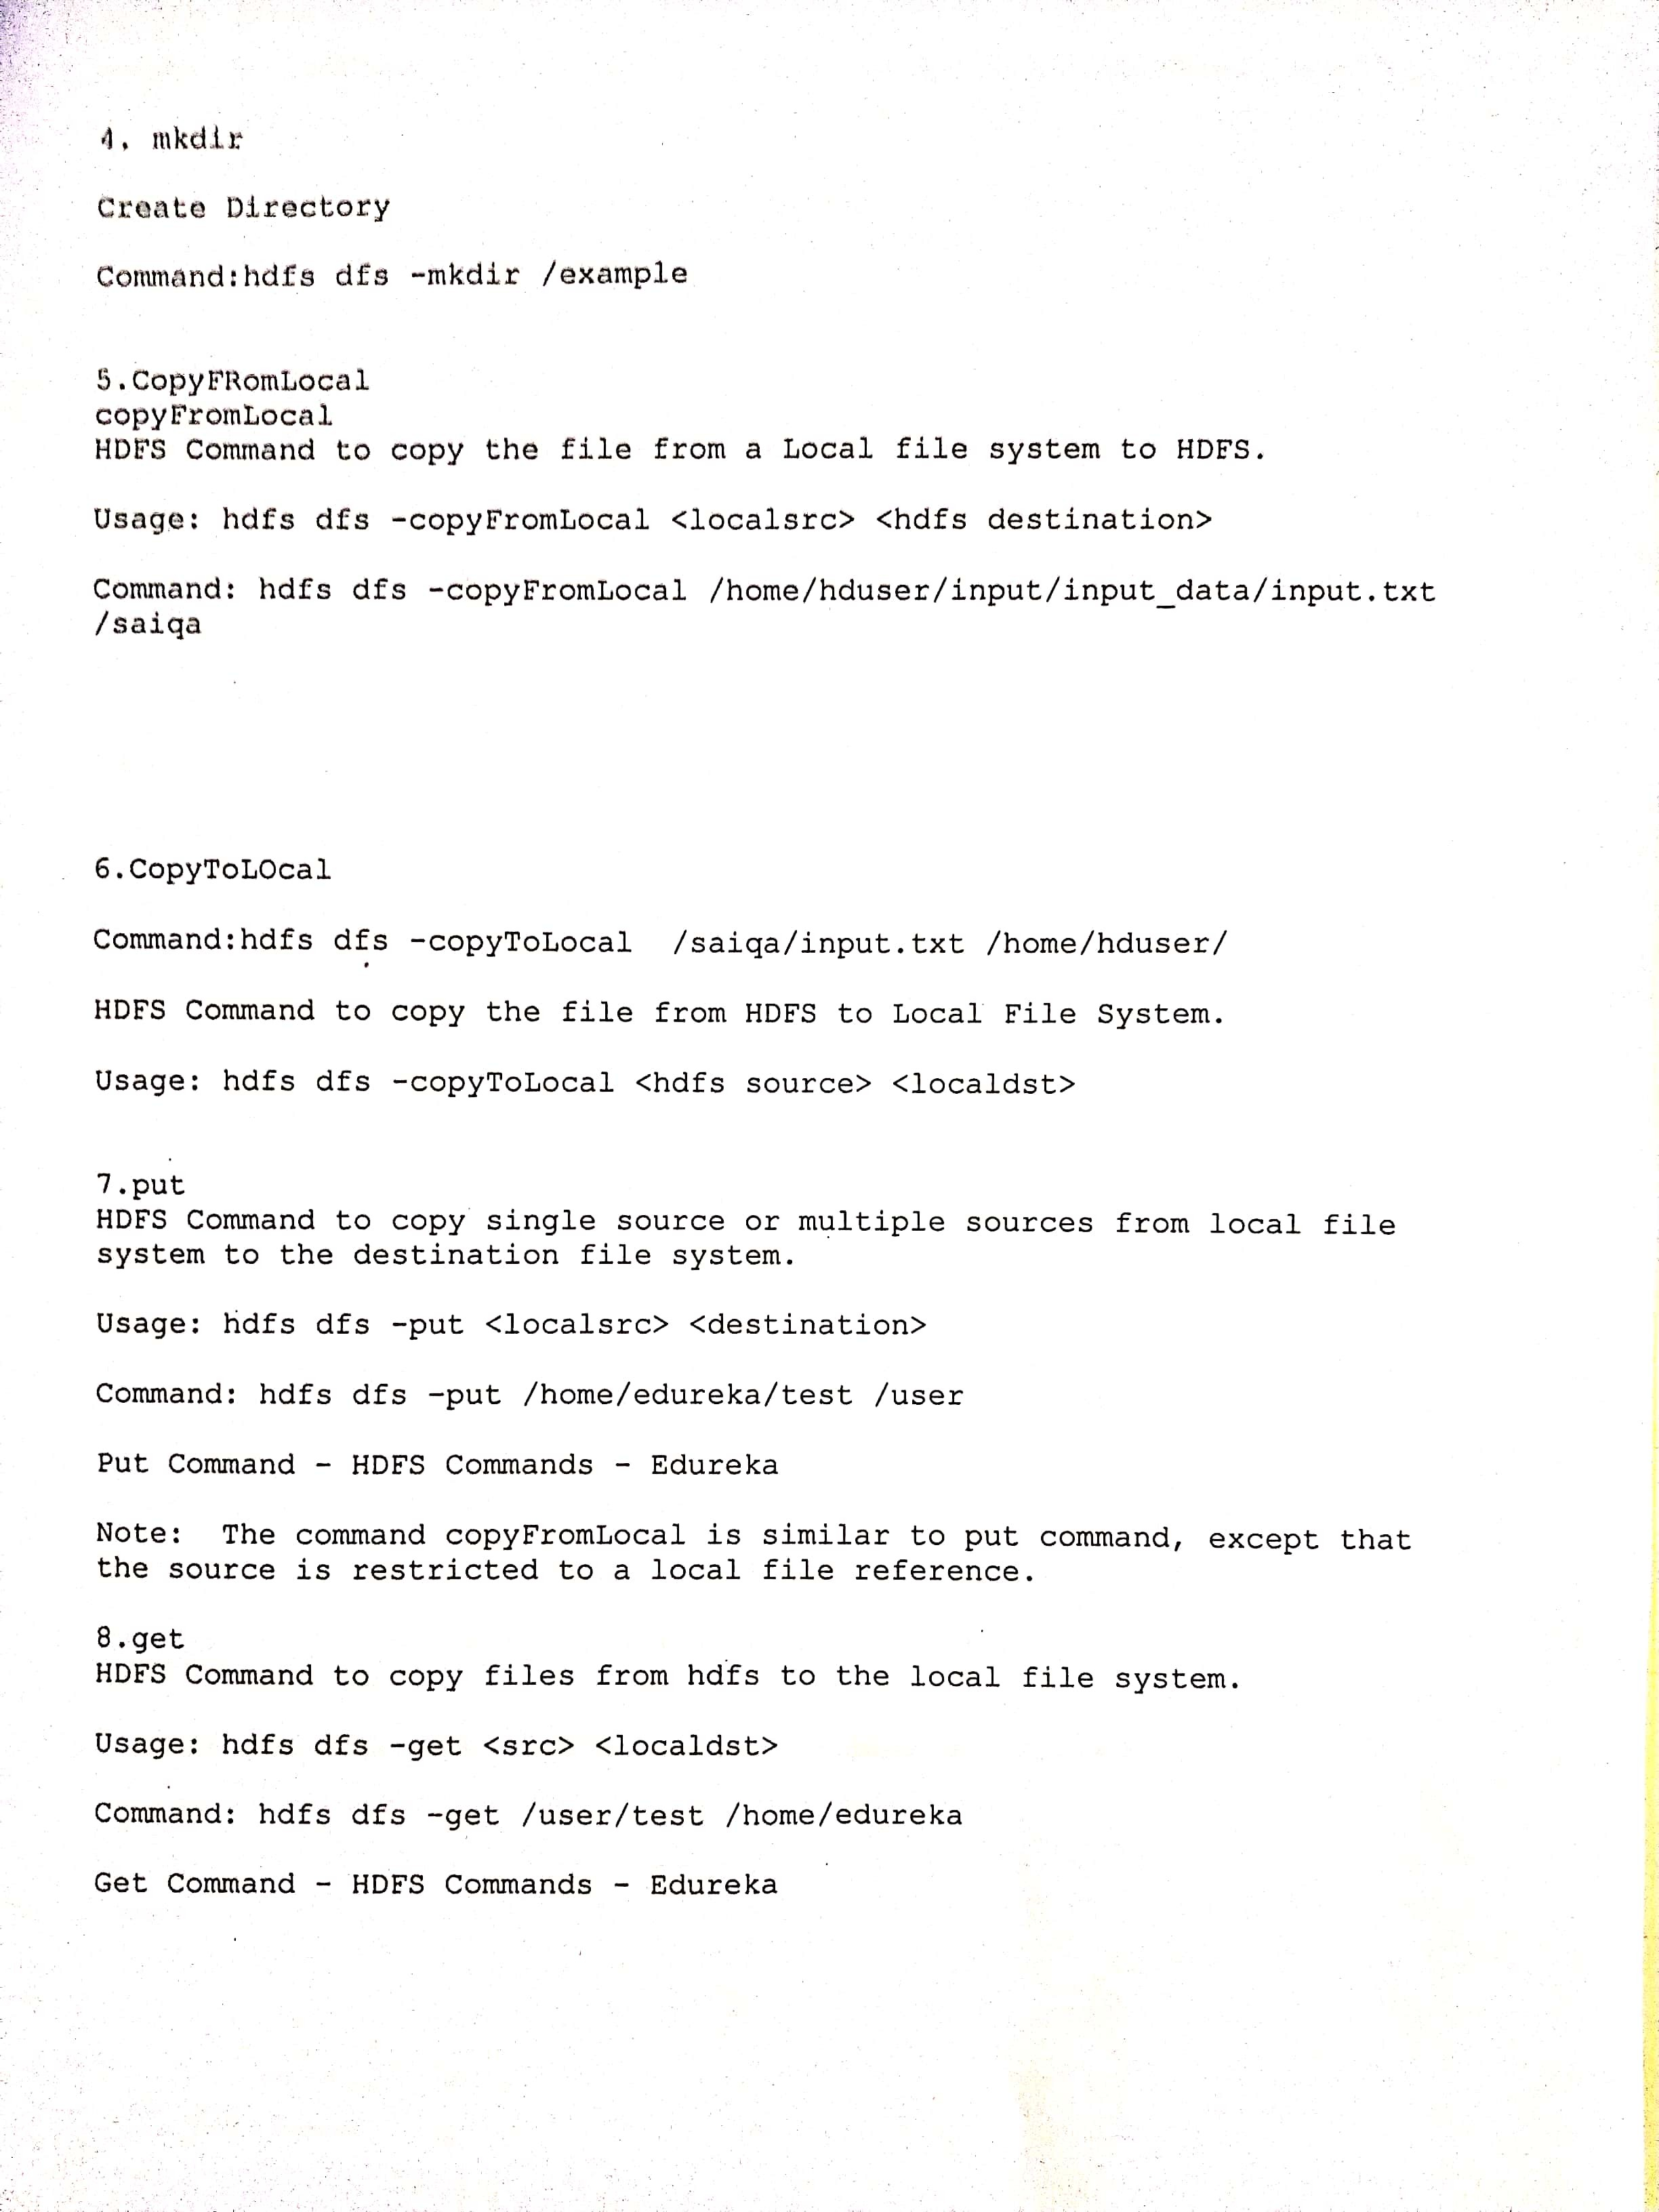 4. mkdir
Create Directory
Command:hdfs dfs -mkdir /example
5.CopyFRomLocal
copyFromLocal
HDFS Command to copy the file from a Local file system to HDFS.
Usage: hdfs dfs -copyFromLocal <localsrc> <hdfs destination>
Command: hdfs dfs -copyFromLocal /home/hduser/input/input_data/input.txt
/saiqa
6.CopyToLOcal
Command:hdfs dfs -copyToLocal  /saiqa/input.txt /home/hduser/
HDFS Command to copy the file from HDFS to Local File System.
Usage: hdfs dfs -copyToLocal <hdfs source> <localdst>
7.put
HDFS Command to copy single source or multiple sources from local file
system to the destination file system.
Usage: hdfs dfs -put <localsrc> <destination>
Command: hdfs dfs -put /home/edureka/test /user
Put Command - HDFS Commands - Edureka
Note:  The command copyFromLocal is similar to put command, except that
the source is restricted to a local file reference.
8.get
HDFS Command to copy files from hdfs to the local file system.
Usage: hdfs dfs -get <src> <localdst>
Command: hdfs dfs -get /user/test /home/edureka
Get Command - HDFS Commands - Edureka